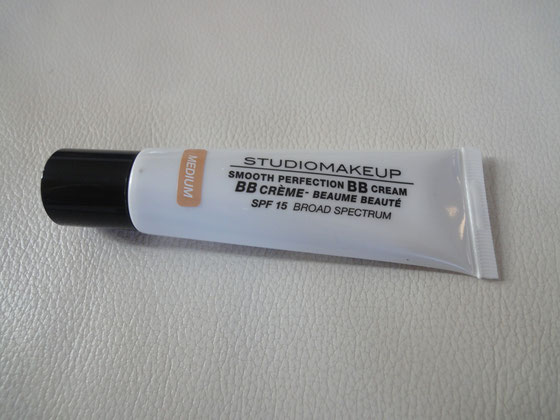 MEDIUM
STUDIOMAKEUP
SMOOTH PERFECTION BB CREAM
BB CRÈME- BEAUME BEAUTÉ
SPF 15 BROAD SPECTRUM